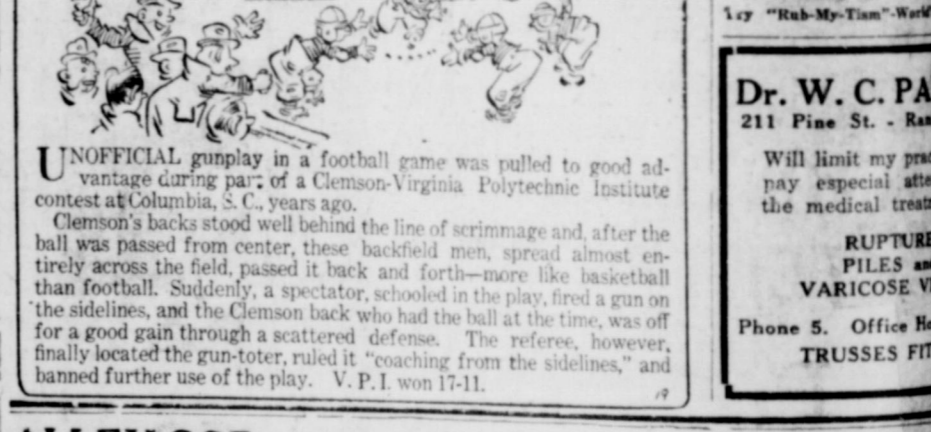 UNOFFICIAL gunplay in a football game was pulled to good ad-
vantage during part of a Clemson-Virginia Polytechnic Institute
contest at Columbia, S. C., years ago.
Clemson's backs stood well behind the line of scrimmage and, after the
ball was passed from center, these backfield men, spread almost en-
tirely across the field, passed it back and forth—more like basketball
than football. Suddenly, a spectator, schooled in the play, fired a gun on
the sidelines, and the Clemson back who had the ball at the time, was off
for a good gain through a scattered defense. The referee, however,
finally located the gun-toter, ruled it "coaching from the sidelines," and
banned further use of the play. V. P. I. won 17-11.
19
"Rub-My-Tism"
Dr. W. C. PA
211 Pine St. - Ran
Will limit my
pay especial
the medical treat
RUPTURE
PILES
VARICOSE
Phone 5. Office
TRUSSES FIT